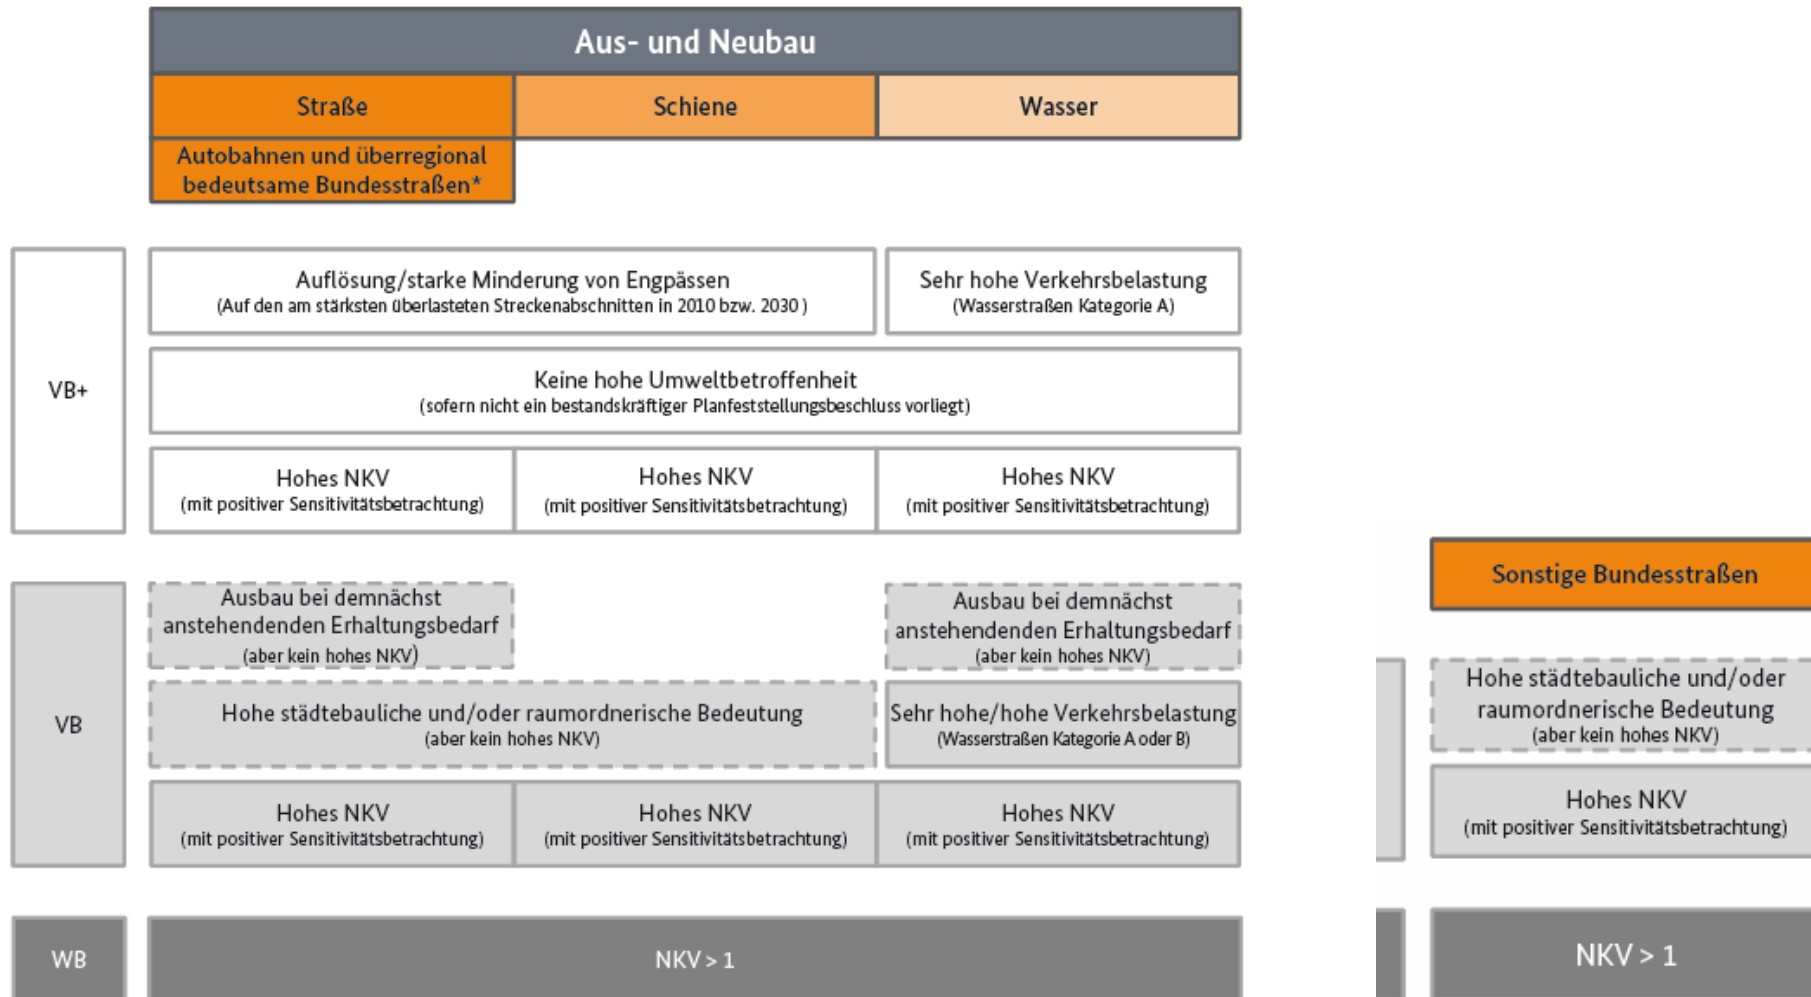 Aus- und Neubau
Straße
Schiene
Wasser
Autobahnen und überregional
bedeutsame Bundesstraßen*
VB+
Auflösung/starke Minderung von Engpässen
(Auf den am stärksten überlasteten Streckenabschnitten in 2010 bzw. 2030 )
Sehr hohe Verkehrsbelastung
(Wasserstraßen Kategorie A)
Keine hohe Umweltbetroffenheit
(sofern nicht ein bestandskräftiger Planfeststellungsbeschluss vorliegt)
Hohes NKV
(mit positiver Sensitivitätsbetrachtung)
Hohes NKV
(mit positiver Sensitivitätsbetrachtung)
Hohes NKV
(mit positiver Sensitivitätsbetrachtung)
VB
Ausbau bei demnächst
anstehendenden Erhaltungsbedarf
(aber kein hohes NKV)
Ausbau bei demnächst
anstehendenden Erhaltungsbedarf
(aber kein hohes NKV)
Hohe städtebauliche und/oder raumordnerische Bedeutung
(aber kein hohes NKV)
Sehr hohe/hohe Verkehrsbelastung
(Wasserstraßen Kategorie A oder B)
Hohes NKV
(mit positiver Sensitivitätsbetrachtung)
Hohes NKV
(mit positiver Sensitivitätsbetrachtung)
Hohes NKV
(mit positiver Sensitivitätsbetrachtung)
WB
NKV > 1
Sonstige Bundesstraßen
Hohe städtebauliche und/oder
raumordnerische Bedeutung
(aber kein hohes NKV)
Hohes NKV
(mit positiver Sensitivitätsbetrachtung)
NKV > 1